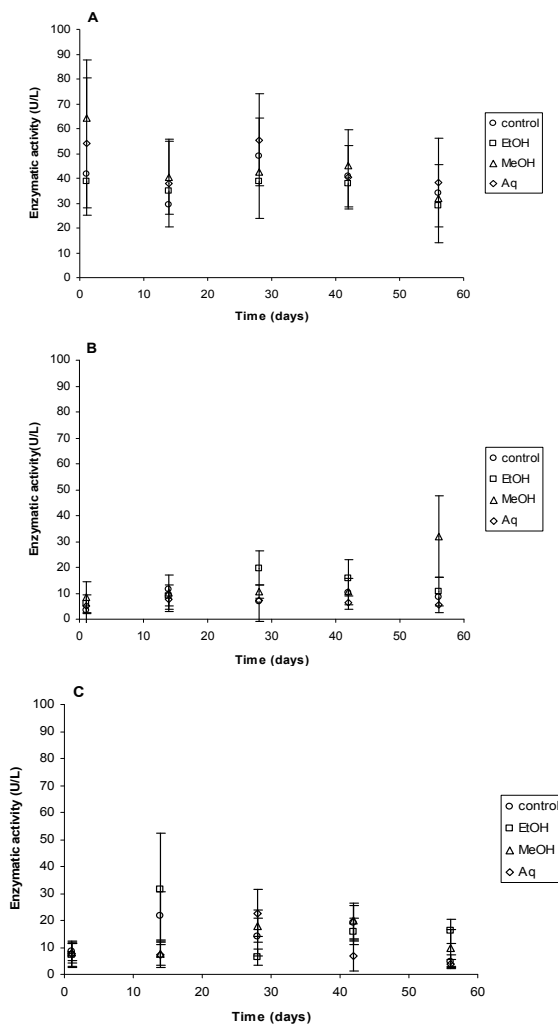 A
Enzymatic activity (U/L)
100
90
80
70
60
50
40
30
20
10
0
0 10 20 30 40 50 60
Time (days)
control
EtOH
MeOH
Aq
B
Enzymatic activity(U/L)
100
90
80
70
60
50
40
30
20
10
0
0 10 20 30 40 50 60
Time (days)
control
EtOH
MeOH
Aq
C
Enzymatic activity (U/L)
100
90
80
70
60
50
40
30
20
10
0
0 10 20 30 40 50 60
Time (days)
control
EtOH
MeOH
Aq